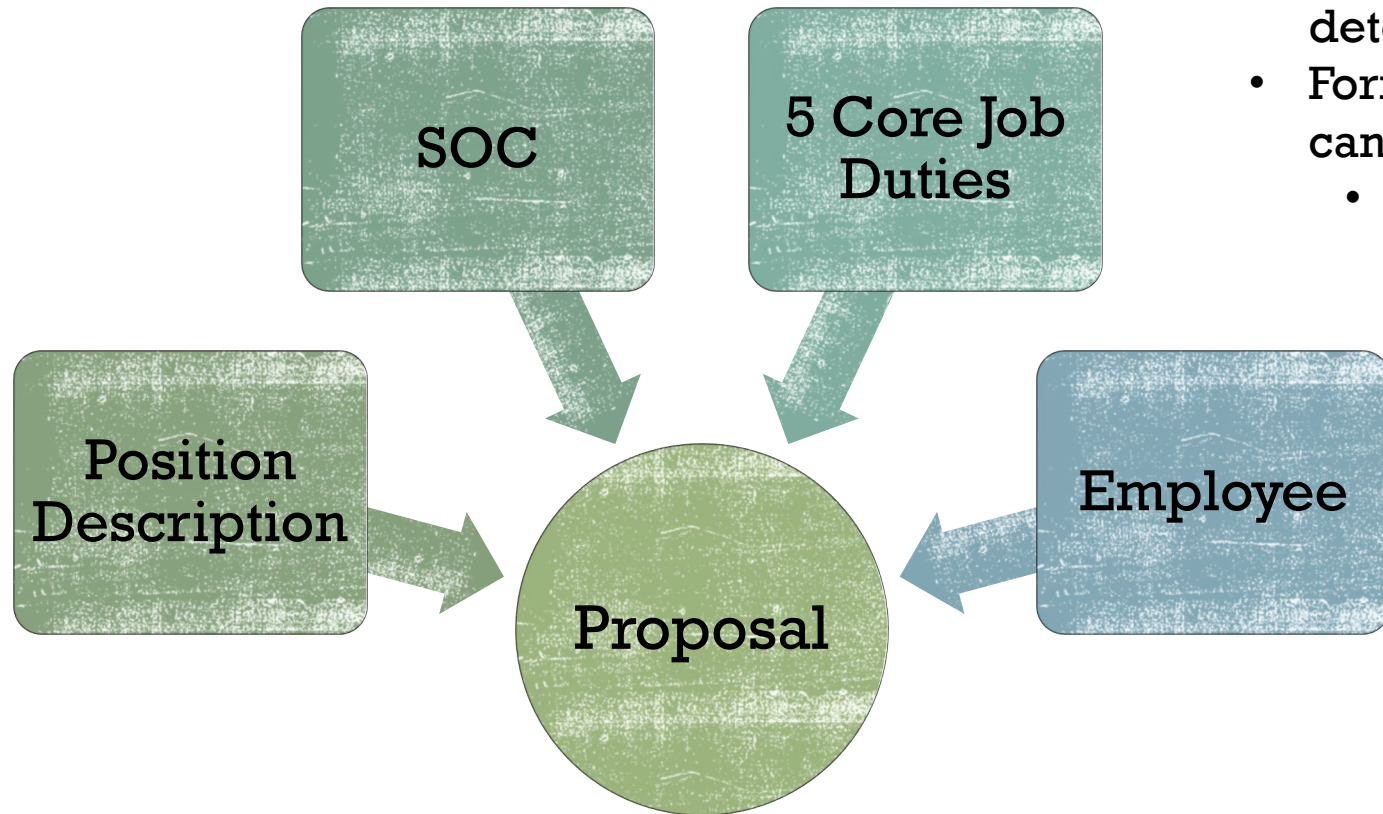 SOC
5 Core Job
Duties
Position
Description
Employee
Proposal
•
•
•